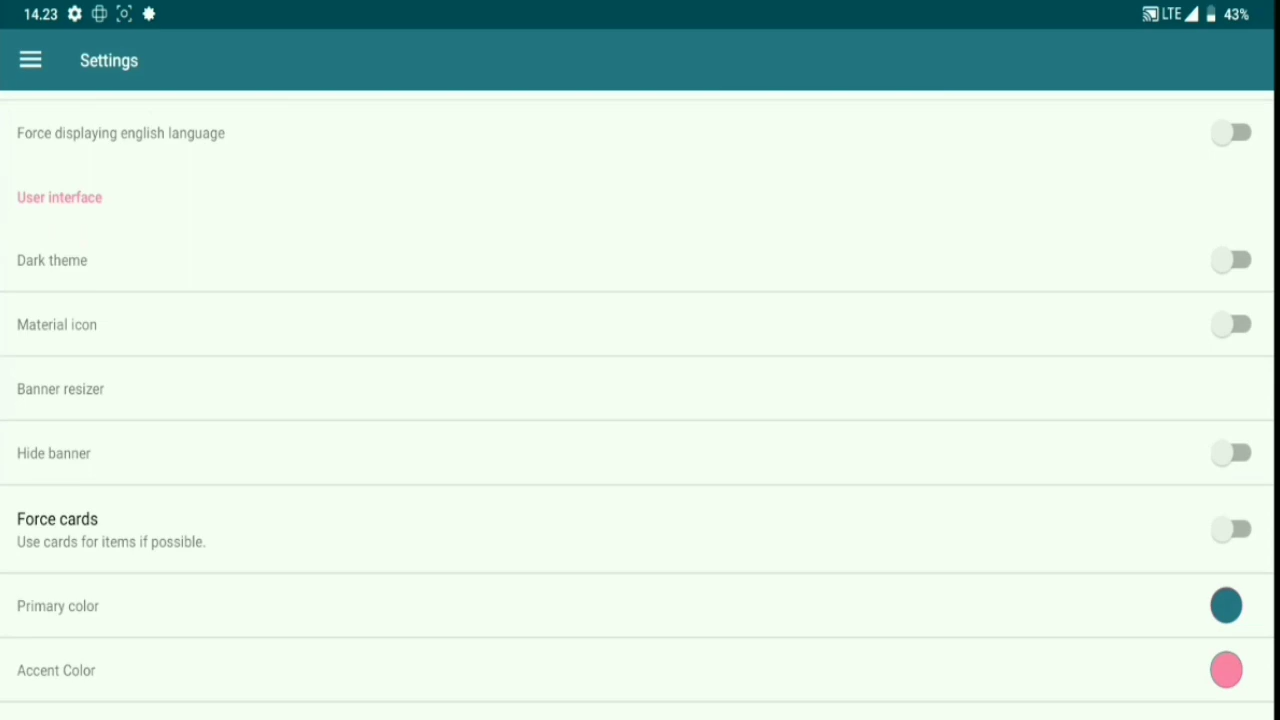 14.23
LTE
43%
Settings
Force displaying english language
User interface
Dark theme
Material icon
Banner resizer
Hide banner
Force cards
Use cards for items if possible.
Primary color
Accent Color